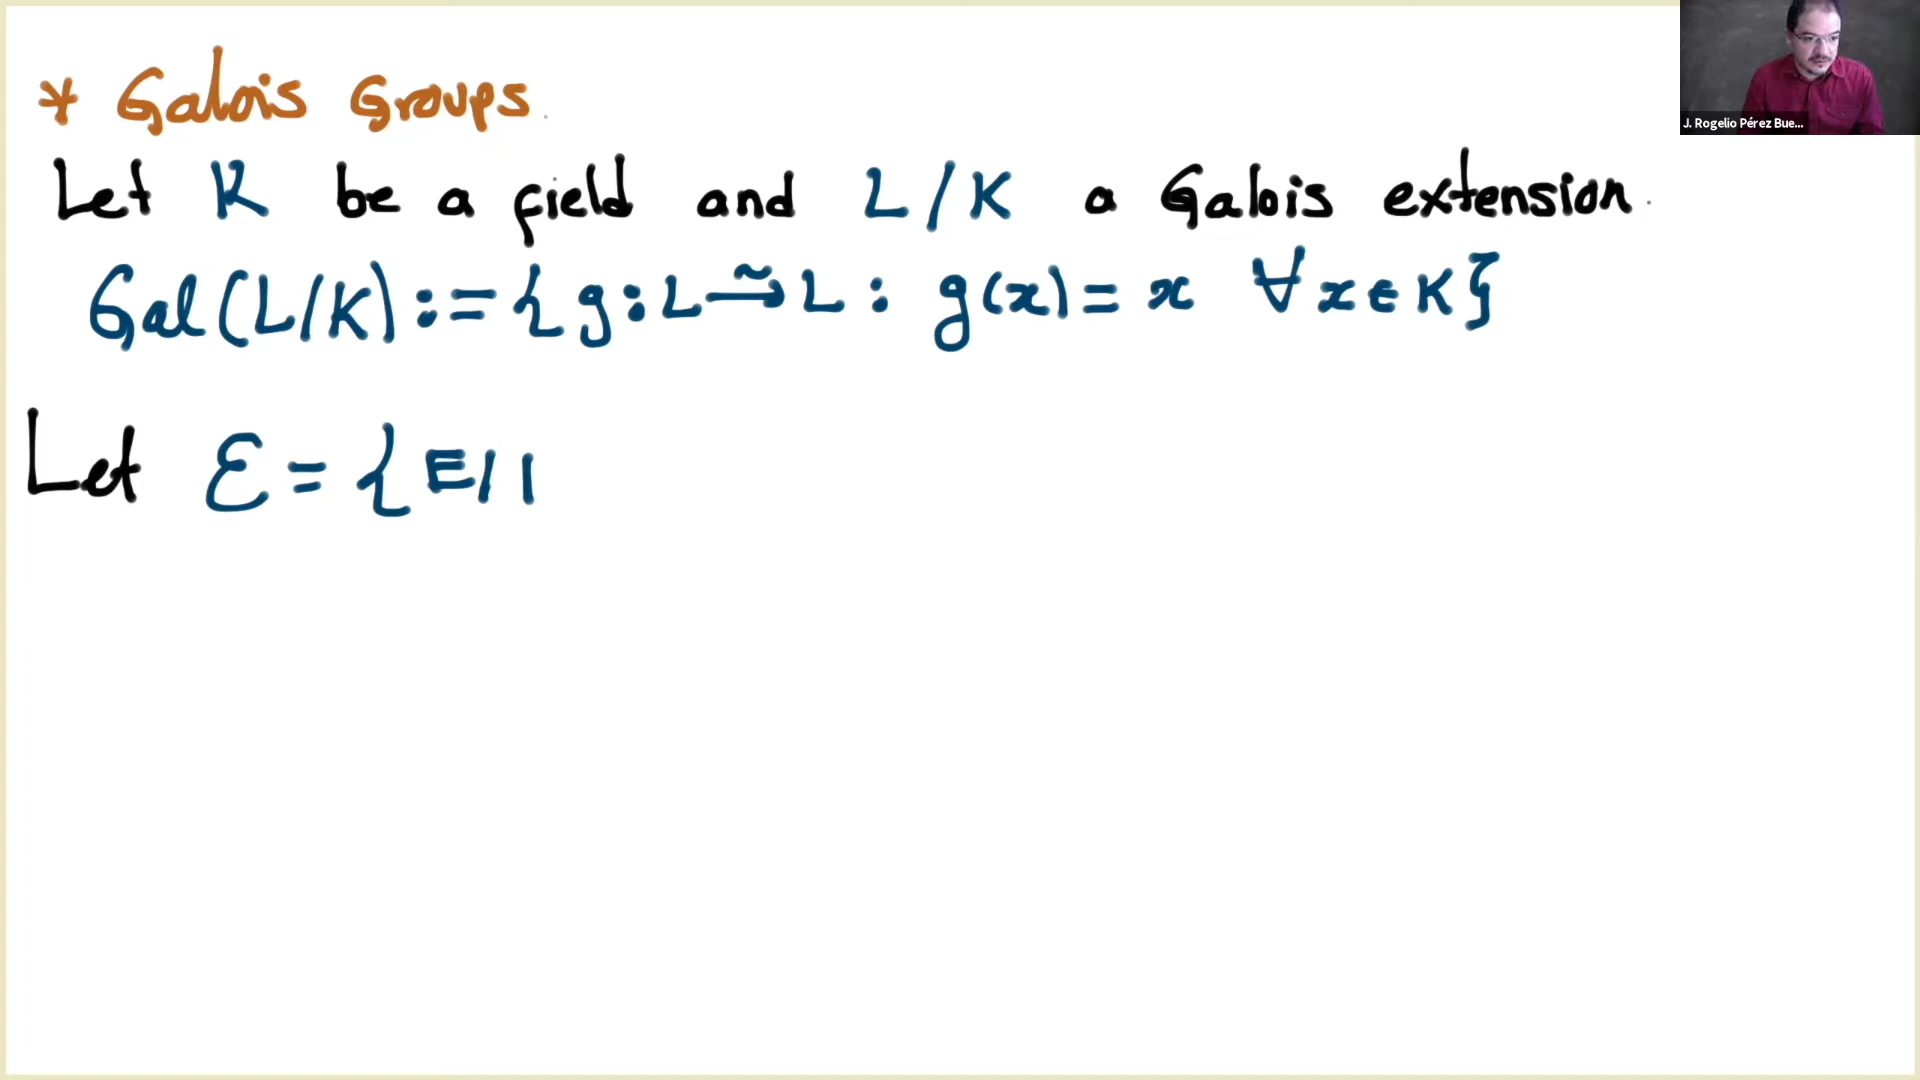 * Galois Groups.
J. Rogelio Pérez Bue...
Let K be a field and L/K a Galois extension.
Gal(L/K) := {g: L ⥲ L : g(x) = x ∀ x ∈ K}
Let ℰ = {E/I